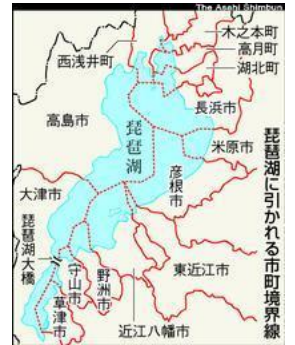 The Asahi Shimbun
木之本町
西浅井町
高月町
湖北町
高島市
長浜市
琵琶湖
米原市
彦根市
大津市
琵琶湖大橋
守山市
野洲市
東近江市
草津市
近江八幡市
琵琶湖に引かれる市町境界線